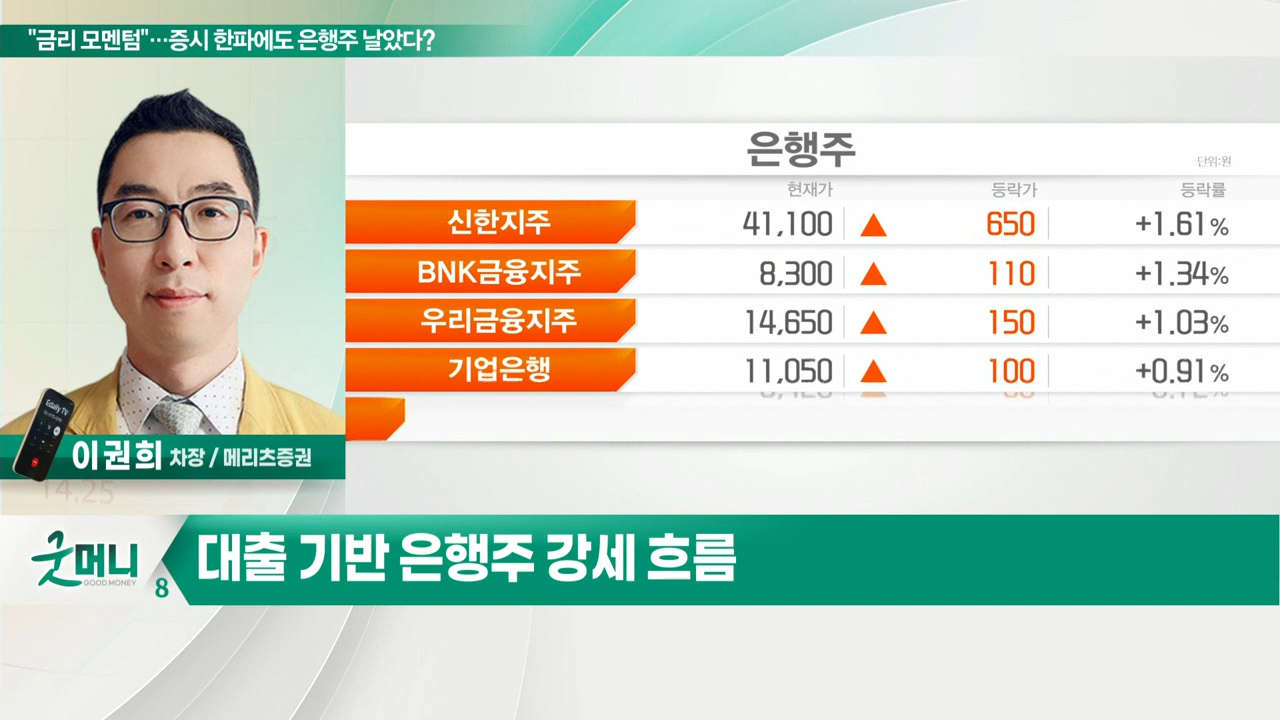 "금리 모멘텀"…증시 한파에도 은행주 날았다?
은행주
단위:원
현재가 등락가 등락률
신한지주 41,100 ▲ 650 +1.61%
BNK금융지주 8,300 ▲ 110 +1.34%
우리금융지주 14,650 ▲ 150 +1.03%
기업은행 11,050 ▲ 100 +0.91%
Edaily TV
이권희 차장 / 메리츠증권
14.25
굿머니
GOOD MONEY
8
대출 기반 은행주 강세 흐름